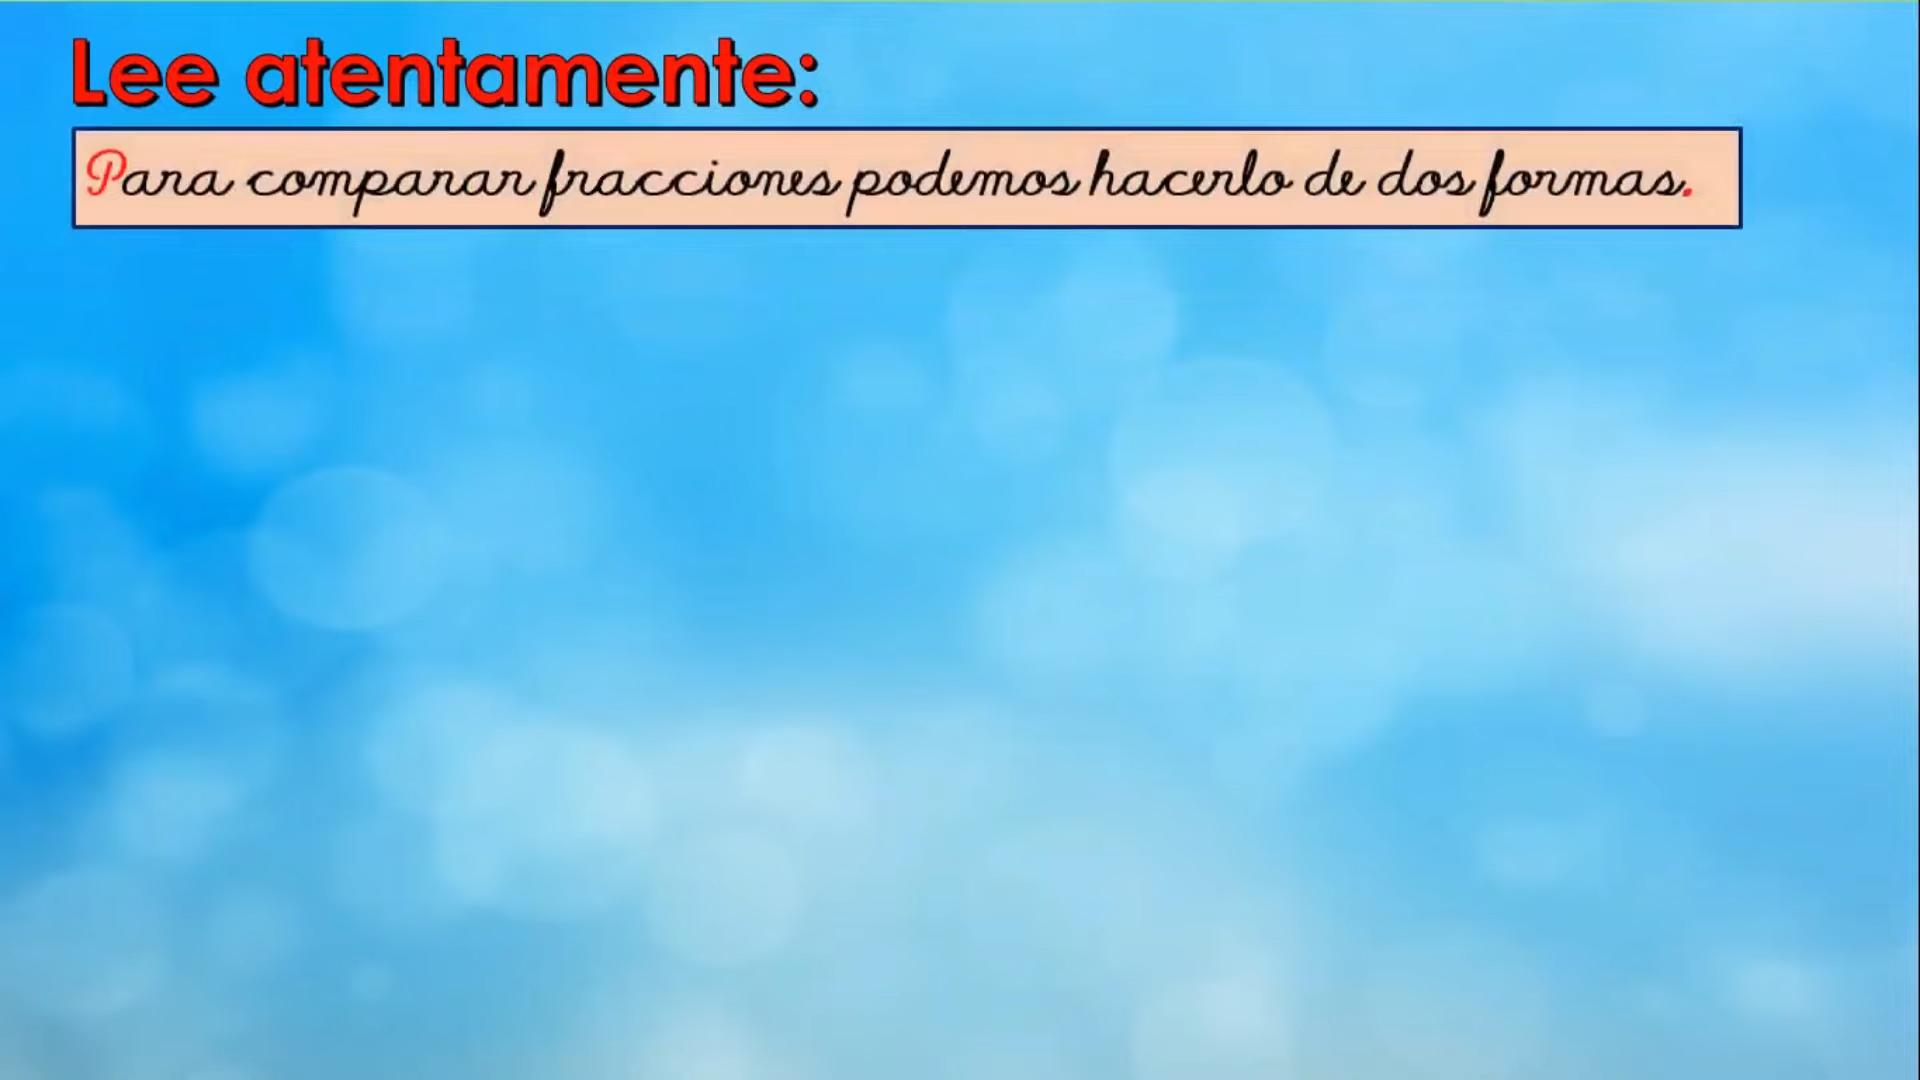 Lee atentamente:
Para comparar fracciones podemos hacerlo de dos formas.